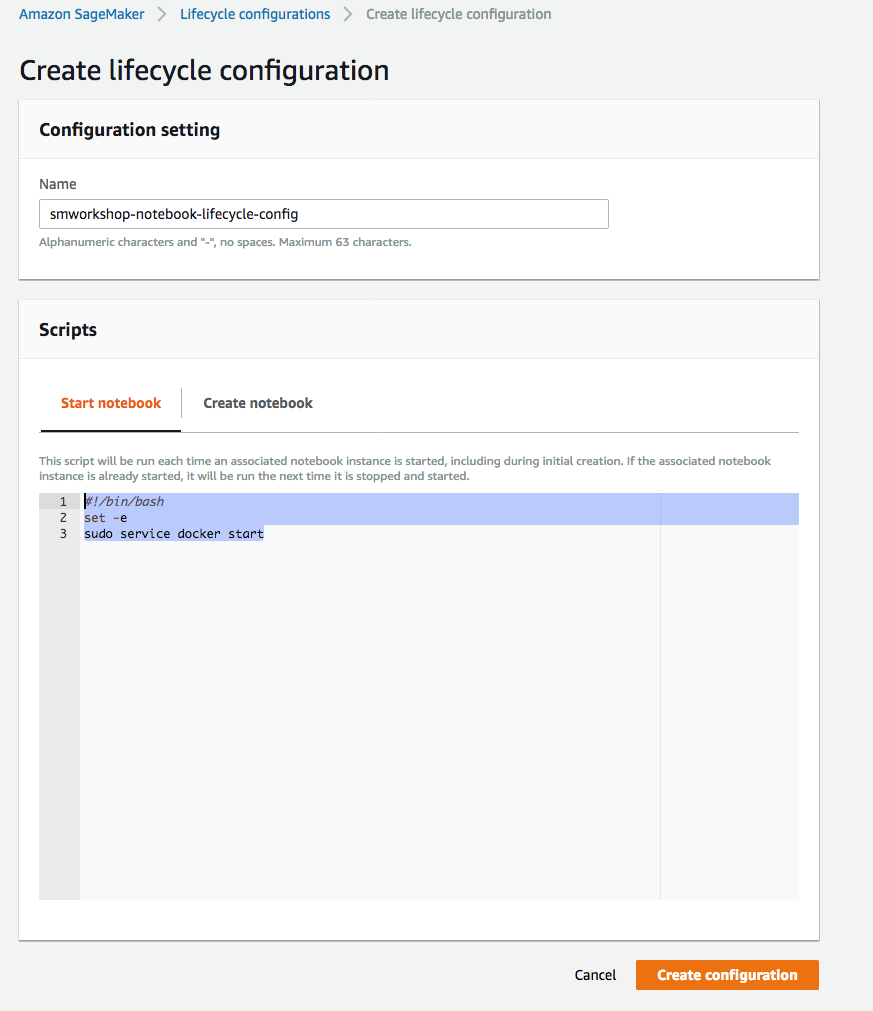 Amazon SageMaker > Lifecycle configurations > Create lifecycle configuration
Create lifecycle configuration
Configuration setting
Name
smworkshop-notebook-lifecycle-config
Alphanumeric characters and "-", no spaces. Maximum 63 characters.
Scripts
Start notebook Create notebook
This script will be run each time an associated notebook instance is started, including during initial creation. If the associated notebook
instance is already started, it will be run the next time it is stopped and started.
1 #!/bin/bash
2 set -e
3 sudo service docker start
Cancel Create configuration